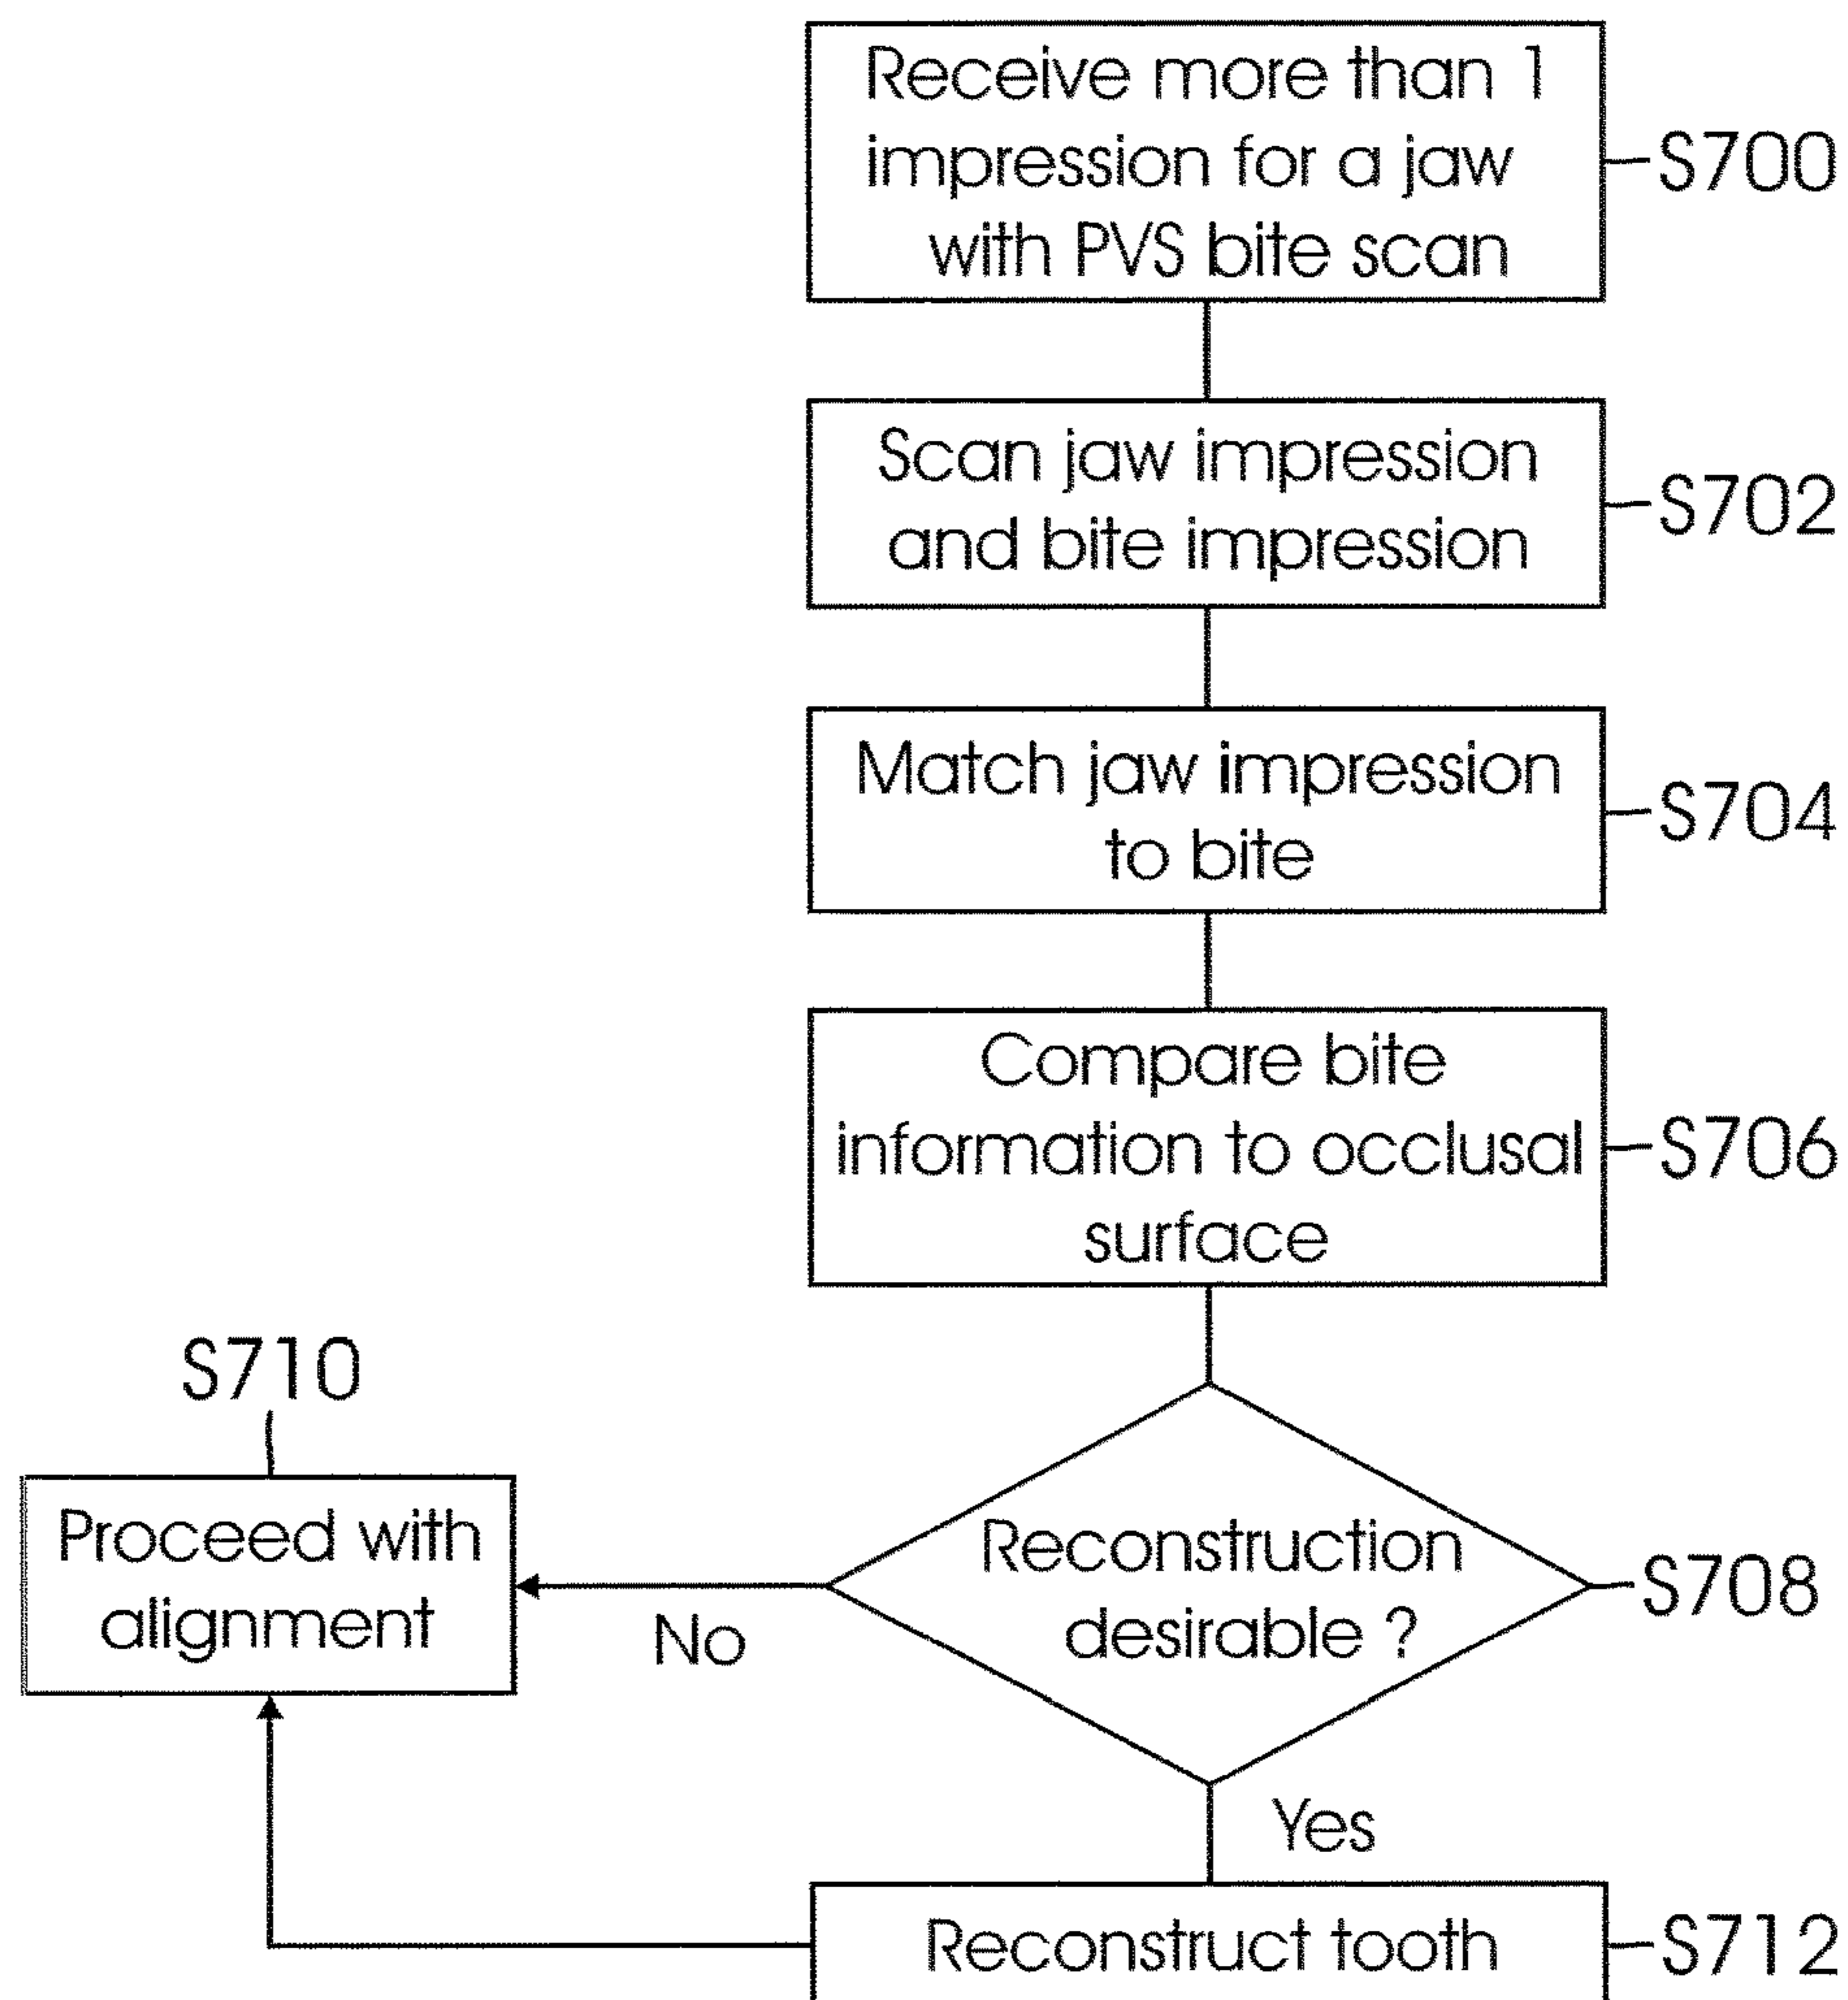 Receive more than 1
impression for a jaw
with PVS bite scan
S700
Scan jaw impression
and bite impression
S702
Match jaw impression
to bite
S704
Compare bite
information to occlusal
surface
S706
S710
Proceed with
alignment
No
Reconstruction
desirable ?
S708
Yes
Reconstruct tooth
S712